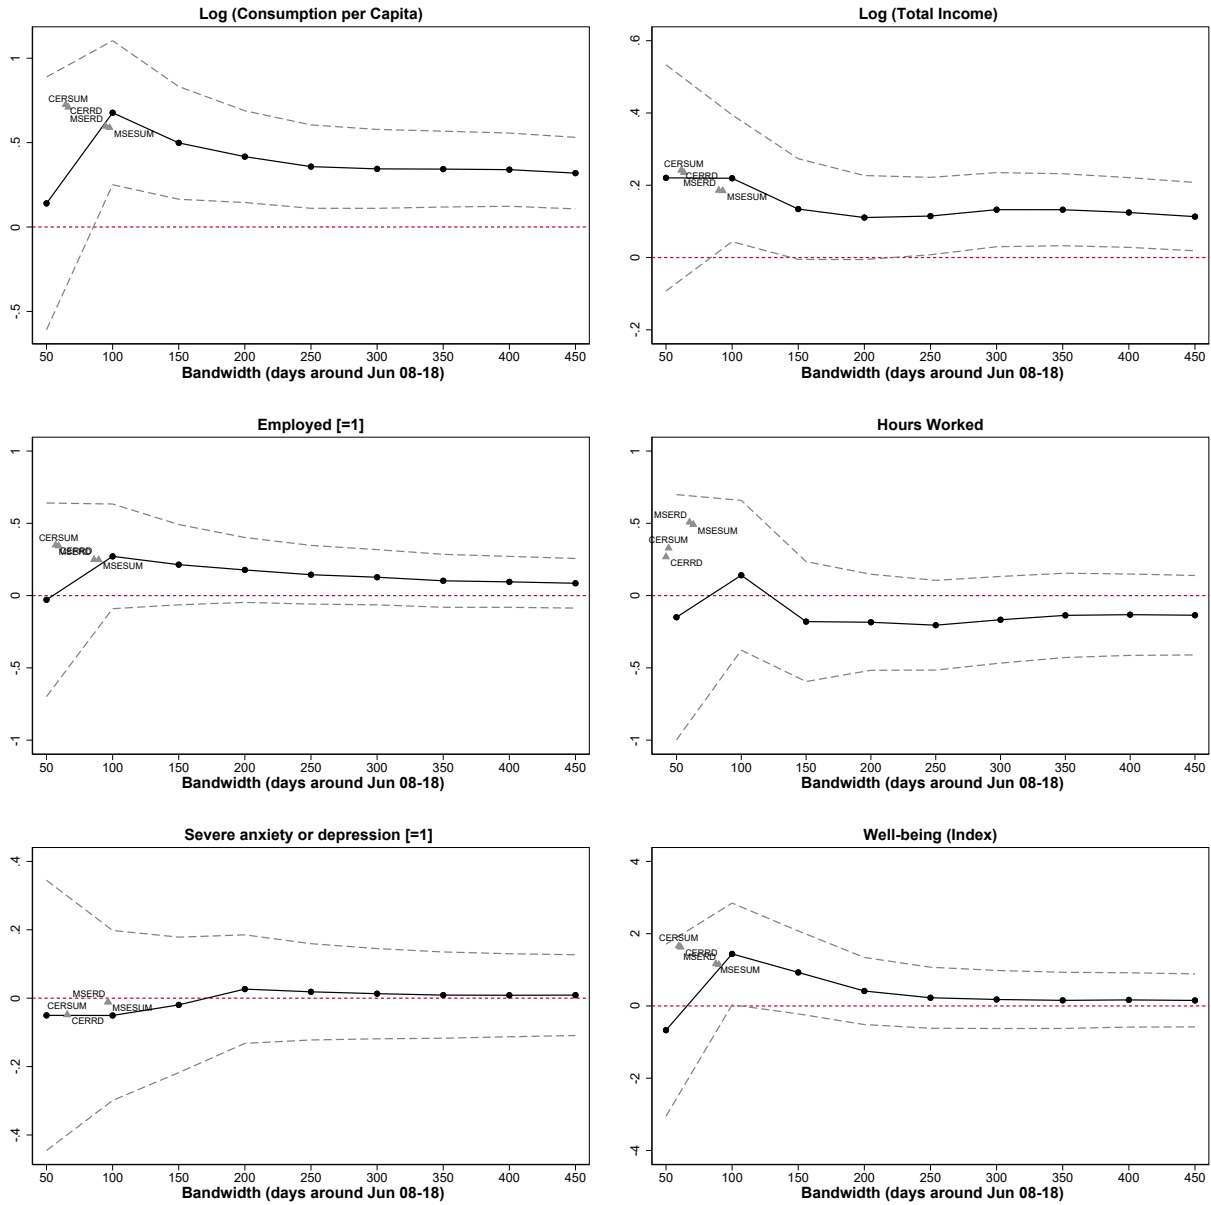 Log (Consumption per Capita)
1
.5
0
-.5
CERSUM
CERRD
MSERD
MSESUM
50 100 150 200 250 300 350 400 450
Bandwidth (days around Jun 08-18)
Log (Total Income)
.6
.4
.2
0
-.2
CERSUM
CERRD
MSERD
MSESUM
50 100 150 200 250 300 350 400 450
Bandwidth (days around Jun 08-18)
Employed [=1]
1
.5
0
-.5
-1
CERSUM
CERRD
MSERD
MSESUM
50 100 150 200 250 300 350 400 450
Bandwidth (days around Jun 08-18)
Hours Worked
1
.5
0
-.5
-1
MSERD
MSESUM
CERSUM
CERRD
50 100 150 200 250 300 350 400 450
Bandwidth (days around Jun 08-18)
Severe anxiety or depression [=1]
.4
.2
0
-.2
-.4
MSERD
CERSUM
MSESUM
CERRD
50 100 150 200 250 300 350 400 450
Bandwidth (days around Jun 08-18)
Well-being (Index)
4
2
0
-2
-4
CERSUM
CERRD
MSERD
MSESUM
50 100 150 200 250 300 350 400 450
Bandwidth (days around Jun 08-18)